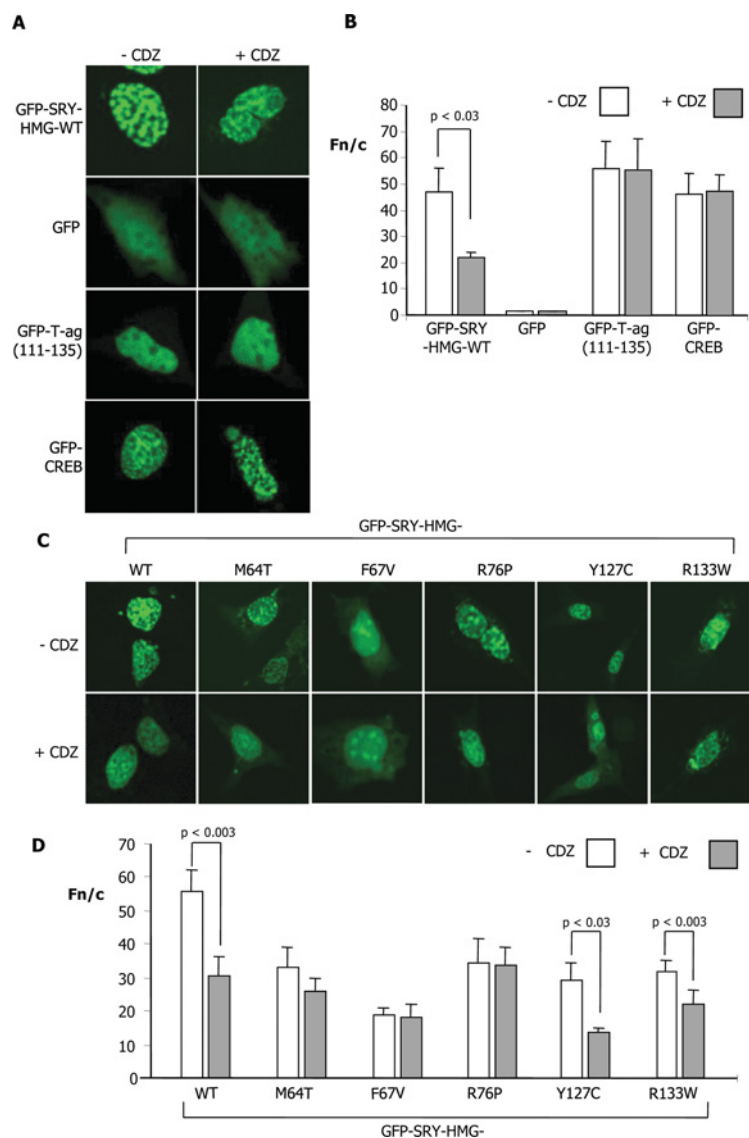 A
- CDZ + CDZ
GFP-SRY-
HMG-WT
GFP
GFP-T-ag
(111-135)
GFP-
CREB
B
- CDZ + CDZ
Fn/c
80
70
60
50
40
30
20
10
0
p < 0.03
GFP-SRY
-HMG-WT
GFP
GFP-T-ag
(111-135)
GFP-
CREB
C
GFP-SRY-HMG-
WT M64T F67V R76P Y127C R133W
- CDZ
+ CDZ
D
- CDZ + CDZ
Fn/c
70
60
50
40
30
20
10
0
p < 0.003
p < 0.03
p < 0.003
WT M64T F67V R76P Y127C R133W
GFP-SRY-HMG-